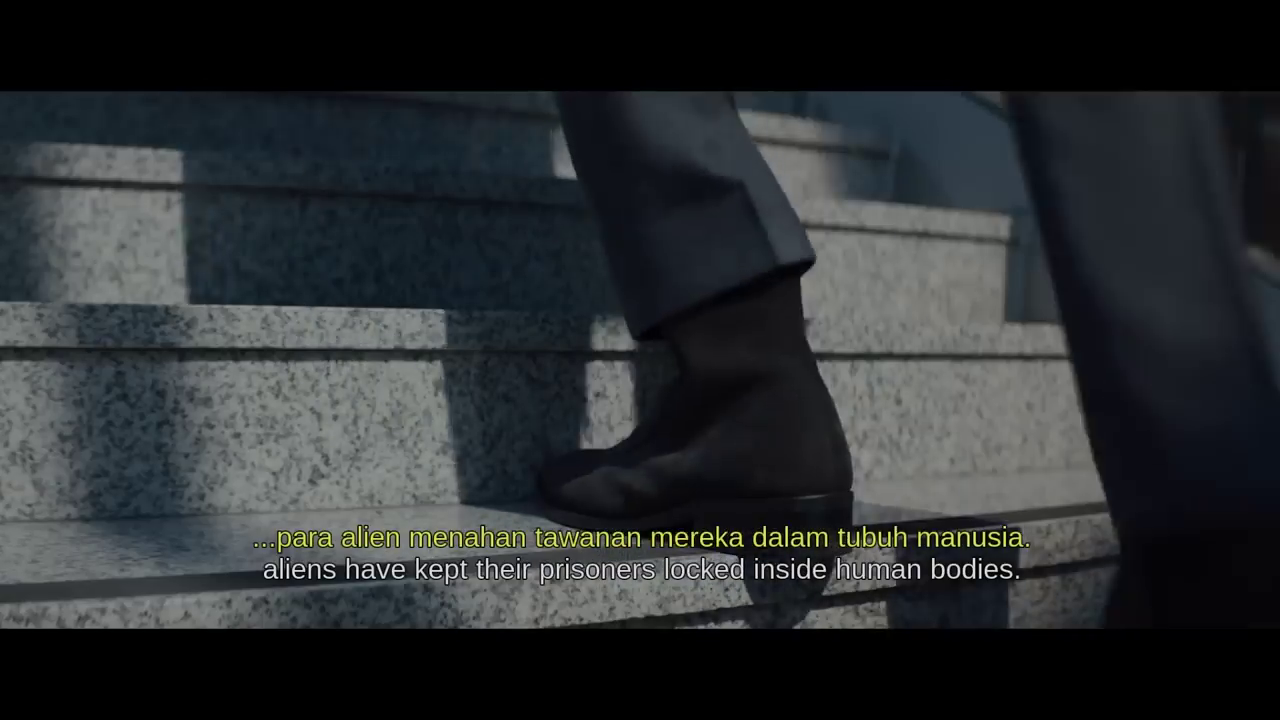 ...para alien menahan tawanan mereka dalam tubuh manusia.
aliens have kept their prisoners locked inside human bodies.